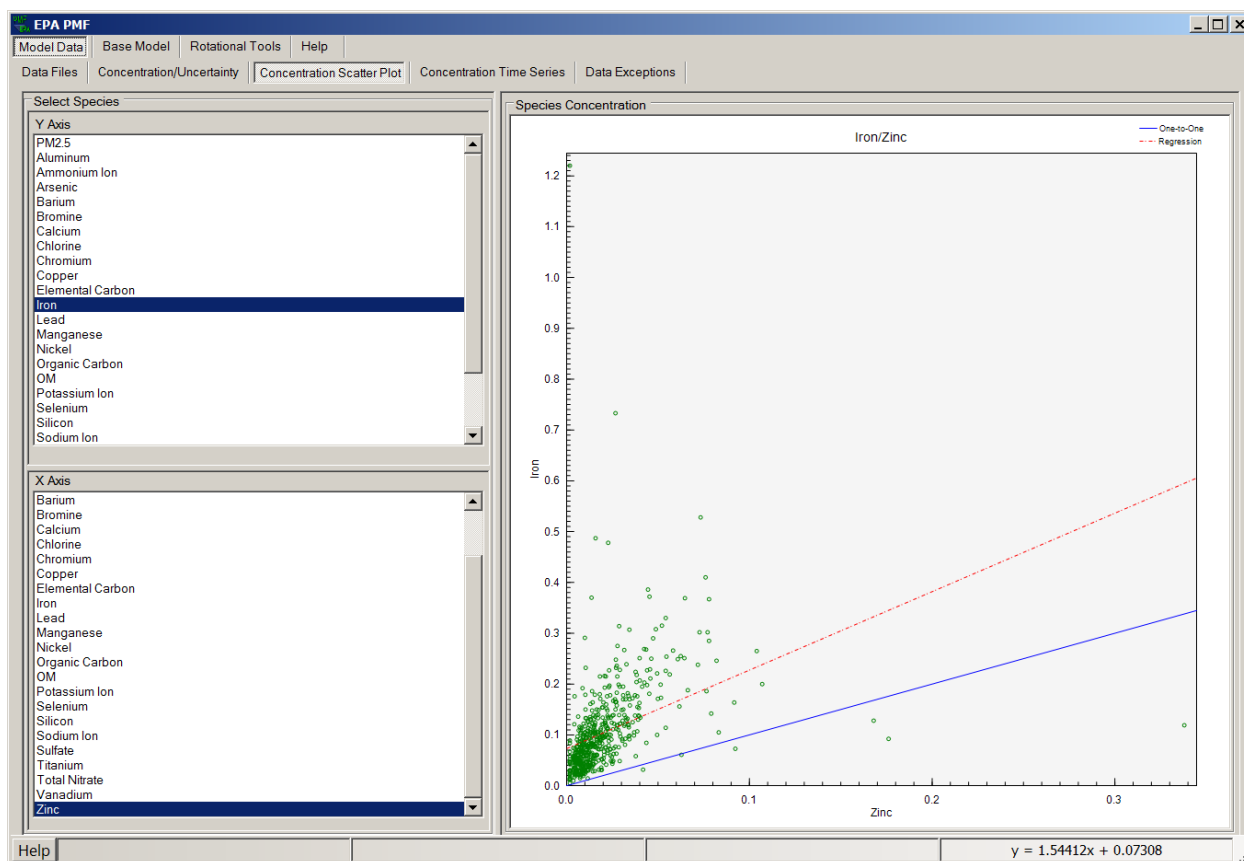 EPA PMF
Model Data Base Model Rotational Tools Help
Data Files Concentration/Uncertainty Concentration Scatter Plot Concentration Time Series Data Exceptions
Select Species
Y Axis
PM2.5
Aluminum
Ammonium Ion
Arsenic
Barium
Bromine
Calcium
Chlorine
Chromium
Copper
Elemental Carbon
Iron
Lead
Manganese
Nickel
Organic Carbon
OM
Potassium Ion
Selenium
Silicon
Sodium Ion
X Axis
Barium
Bromine
Calcium
Chlorine
Chromium
Copper
Elemental Carbon
Iron
Lead
Manganese
Nickel
Organic Carbon
OM
Potassium Ion
Selenium
Silicon
Sodium Ion
Sulfate
Titanium
Total Nitrate
Vanadium
Zinc
Species Concentration
Iron/Zinc
One-to-One
Regression
1.2
1.1
1.0
0.9
0.8
0.7
0.6
0.5
0.4
0.3
0.2
0.1
0.0
Iron
0.0 0.1 0.2 0.3
Zinc
Help
y = 1.54412x + 0.07308